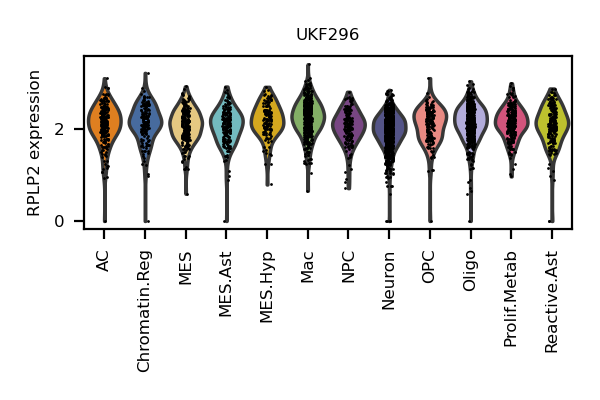 UKF296
RPLP2 expression
2
0
AC
Chromatin.Reg
MES
MES.Ast
MES.Hyp
Mac
NPC
Neuron
OPC
Oligo
Prolif.Metab
Reactive.Ast